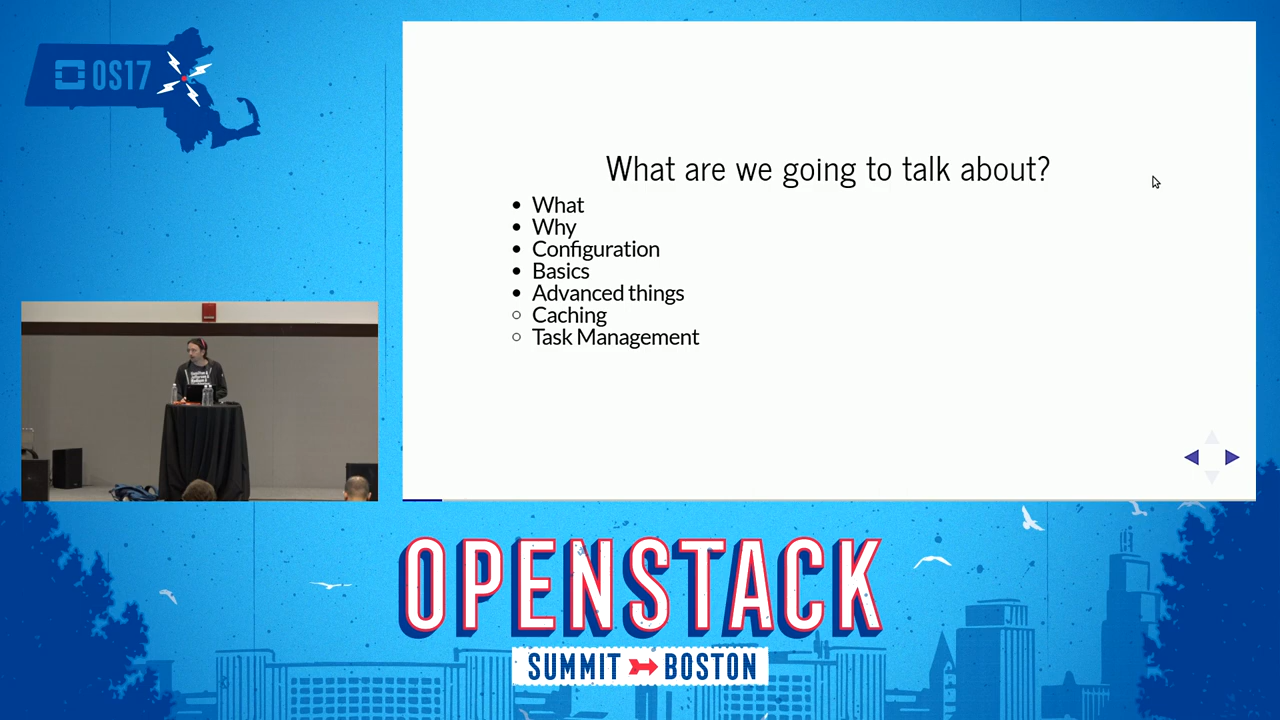 OS17
What are we going to talk about?
What
Why
Configuration
Basics
Advanced things
Caching
Task Management
OPENSTACK
SUMMIT BOSTON